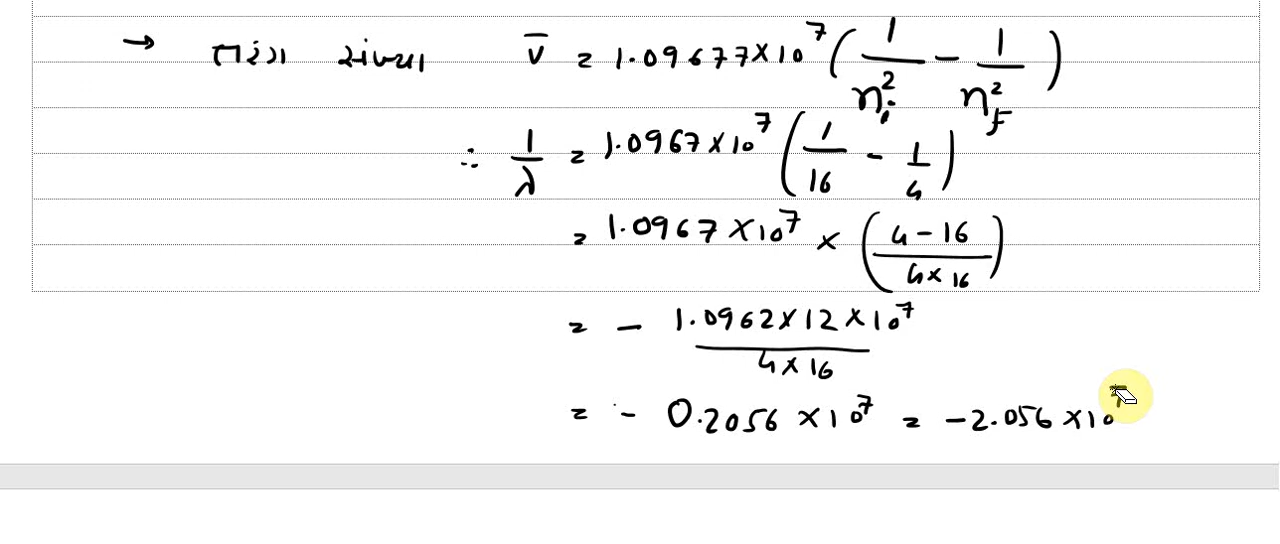 → તરંગ સંખ્યા ν̅ = 1.09677×10⁷ (1/nᵢ² − 1/n_f²)
∴ 1/λ = 1.0967×10⁷ (1/16 − 1/4)
= 1.0967×10⁷ × ((4−16)/(4×16))
= − (1.0962×12×10⁷)/(4×16)
= − 0.2056×10⁷ = −2.056×10